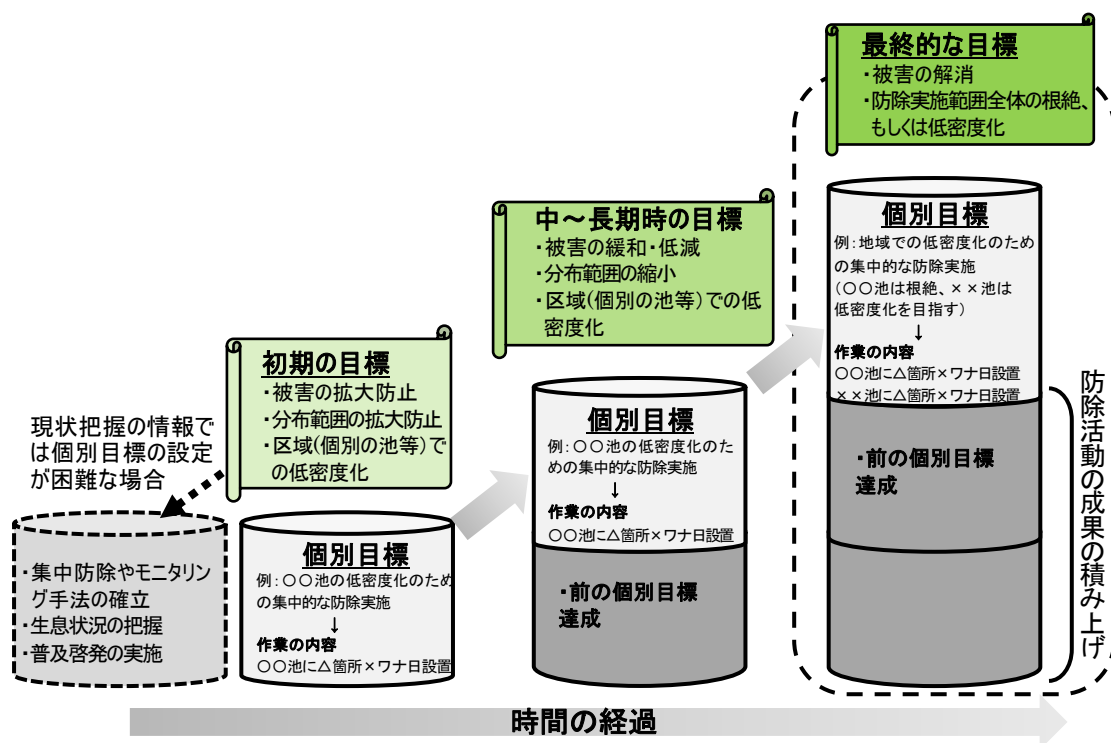 最終的な目標
・被害の解消
・防除実施範囲全体の根絶、
もしくは低密度化
個別目標
例：地域での低密度化のため
の集中的な防除実施
（〇〇池は根絶、××池は
低密度化を目指す）
↓
作業の内容
〇〇池に△箇所×ワナ日設置
××池に△箇所×ワナ日設置
・前の個別目標
達成
防除活動の成果の積み上げ
中～長期時の目標
・被害の緩和・低減
・分布範囲の縮小
・区域(個別の池等)での低
密度化
個別目標
例：〇〇池の低密度化のた
めの集中的な防除実施
↓
作業の内容
〇〇池に△箇所×ワナ日設置
・前の個別目標
達成
初期の目標
・被害の拡大防止
・分布範囲の拡大防止
・区域(個別の池等)で
の低密度化
個別目標
例：〇〇池の低密度化のため
の集中的な防除実施
↓
作業の内容
〇〇池に△箇所×ワナ日設置
現状把握の情報で
は個別目標の設定
が困難な場合
・集中防除やモニタリン
グ手法の確立
・生息状況の把握
・普及啓発の実施
時間の経過